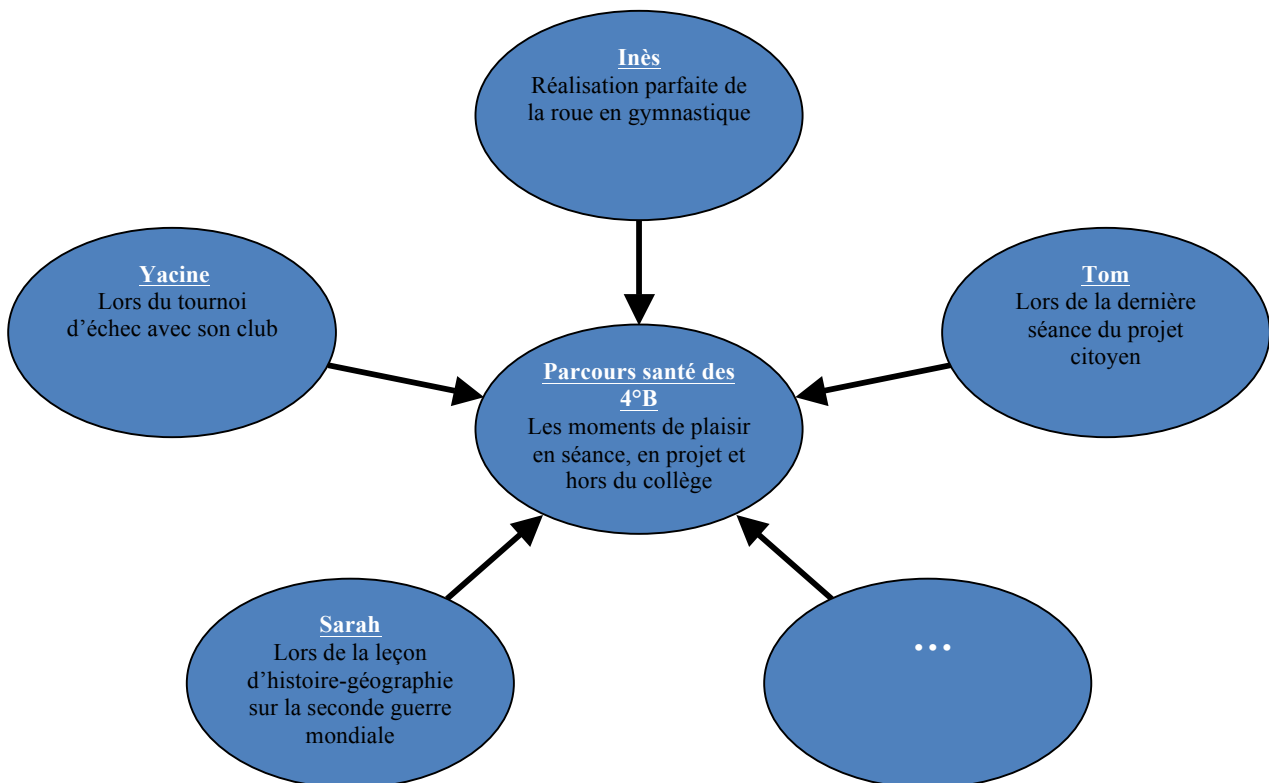 Inès
Réalisation parfaite de
la roue en gymnastique
Yacine
Lors du tournoi
d’échec avec son club
Tom
Lors de la dernière
séance du projet
citoyen
Parcours santé des
4°B
Les moments de plaisir
en séance, en projet et
hors du collège
Sarah
Lors de la leçon
d’histoire-géographie
sur la seconde guerre
mondiale
…